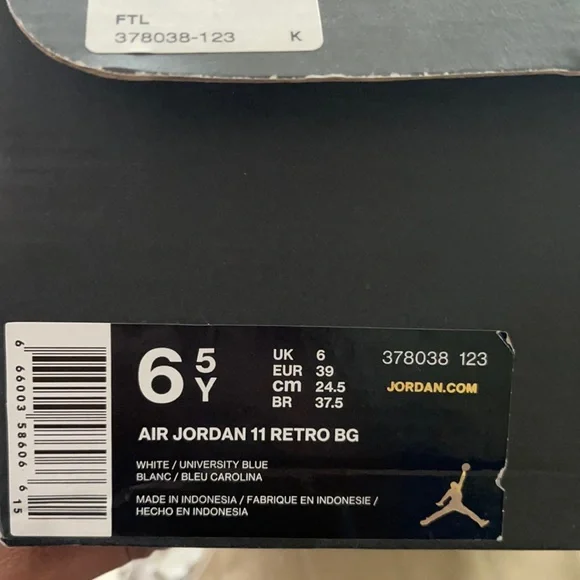 FTL
378038-123 K
6 5 Y
UK 6
EUR 39
cm 24.5
BR 37.5
378038 123
JORDAN.COM
AIR JORDAN 11 RETRO BG
WHITE / UNIVERSITY BLUE
BLANC / BLEU CAROLINA
MADE IN INDONESIA / FABRIQUE EN INDONESIE /
HECHO EN INDONESIA
6 66003 58606 6 15